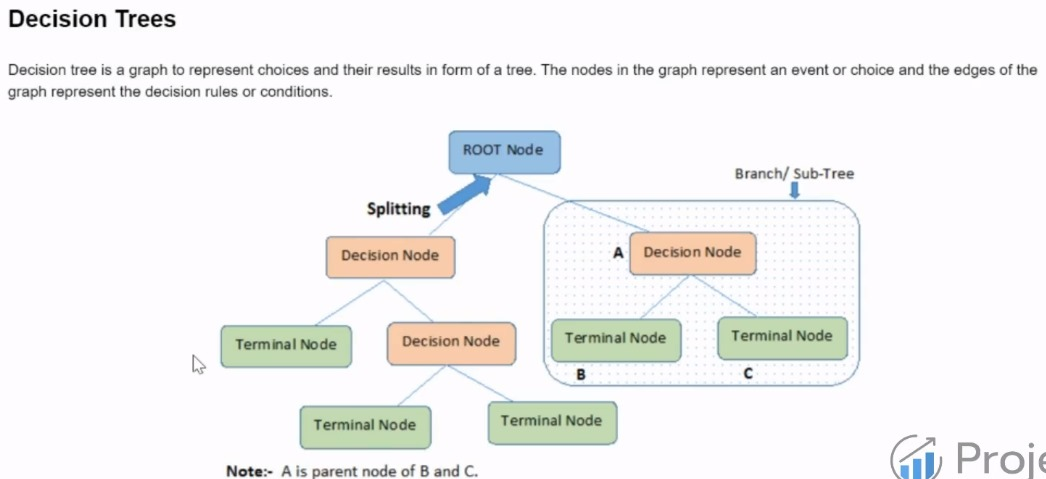 Decision Trees
Decision tree is a graph to represent choices and their results in form of a tree. The nodes in the graph represent an event or choice and the edges of the
graph represent the decision rules or conditions.
ROOT Node
Branch/ Sub-Tree
Splitting
Decision Node
A
Decision Node
Terminal Node
Decision Node
Terminal Node
Terminal Node
B
C
Terminal Node
Terminal Node
Note:- A is parent node of B and C.